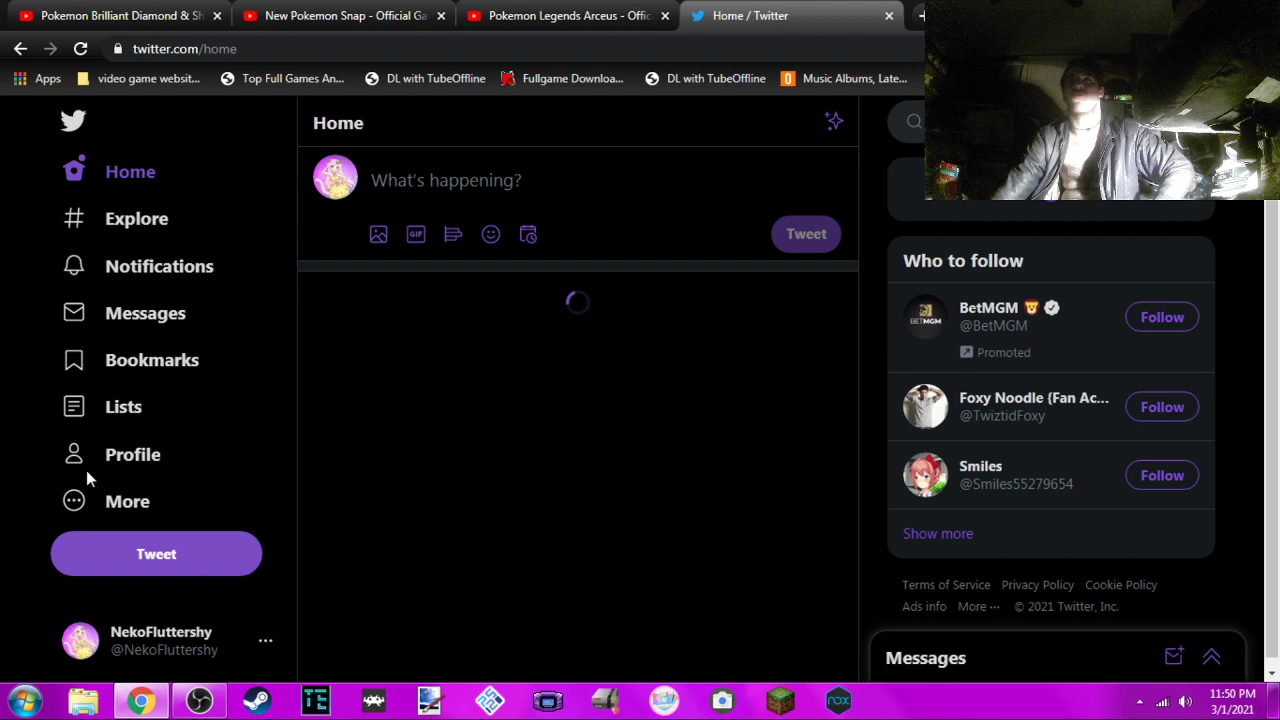 Pokemon Brilliant Diamond & Sh
New Pokemon Snap - Official Ga
Pokemon Legends Arceus - Offic
Home / Twitter
twitter.com/home
Apps
video game websit...
Top Full Games An...
DL with TubeOffline
Fullgame Downloa...
DL with TubeOffline
Music Albums, Late...
Home
Explore
Notifications
Messages
Bookmarks
Lists
Profile
More
Tweet
NekoFluttershy
@NekoFluttershy
Home
What's happening?
GIF
Tweet
Who to follow
BetMGM
@BetMGM
Promoted
Follow
Foxy Noodle {Fan Ac...
@TwiztidFoxy
Follow
Smiles
@Smiles55279654
Follow
Show more
Terms of Service Privacy Policy Cookie Policy
Ads info More ··· © 2021 Twitter, Inc.
Messages
nox
11:50 PM
3/1/2021